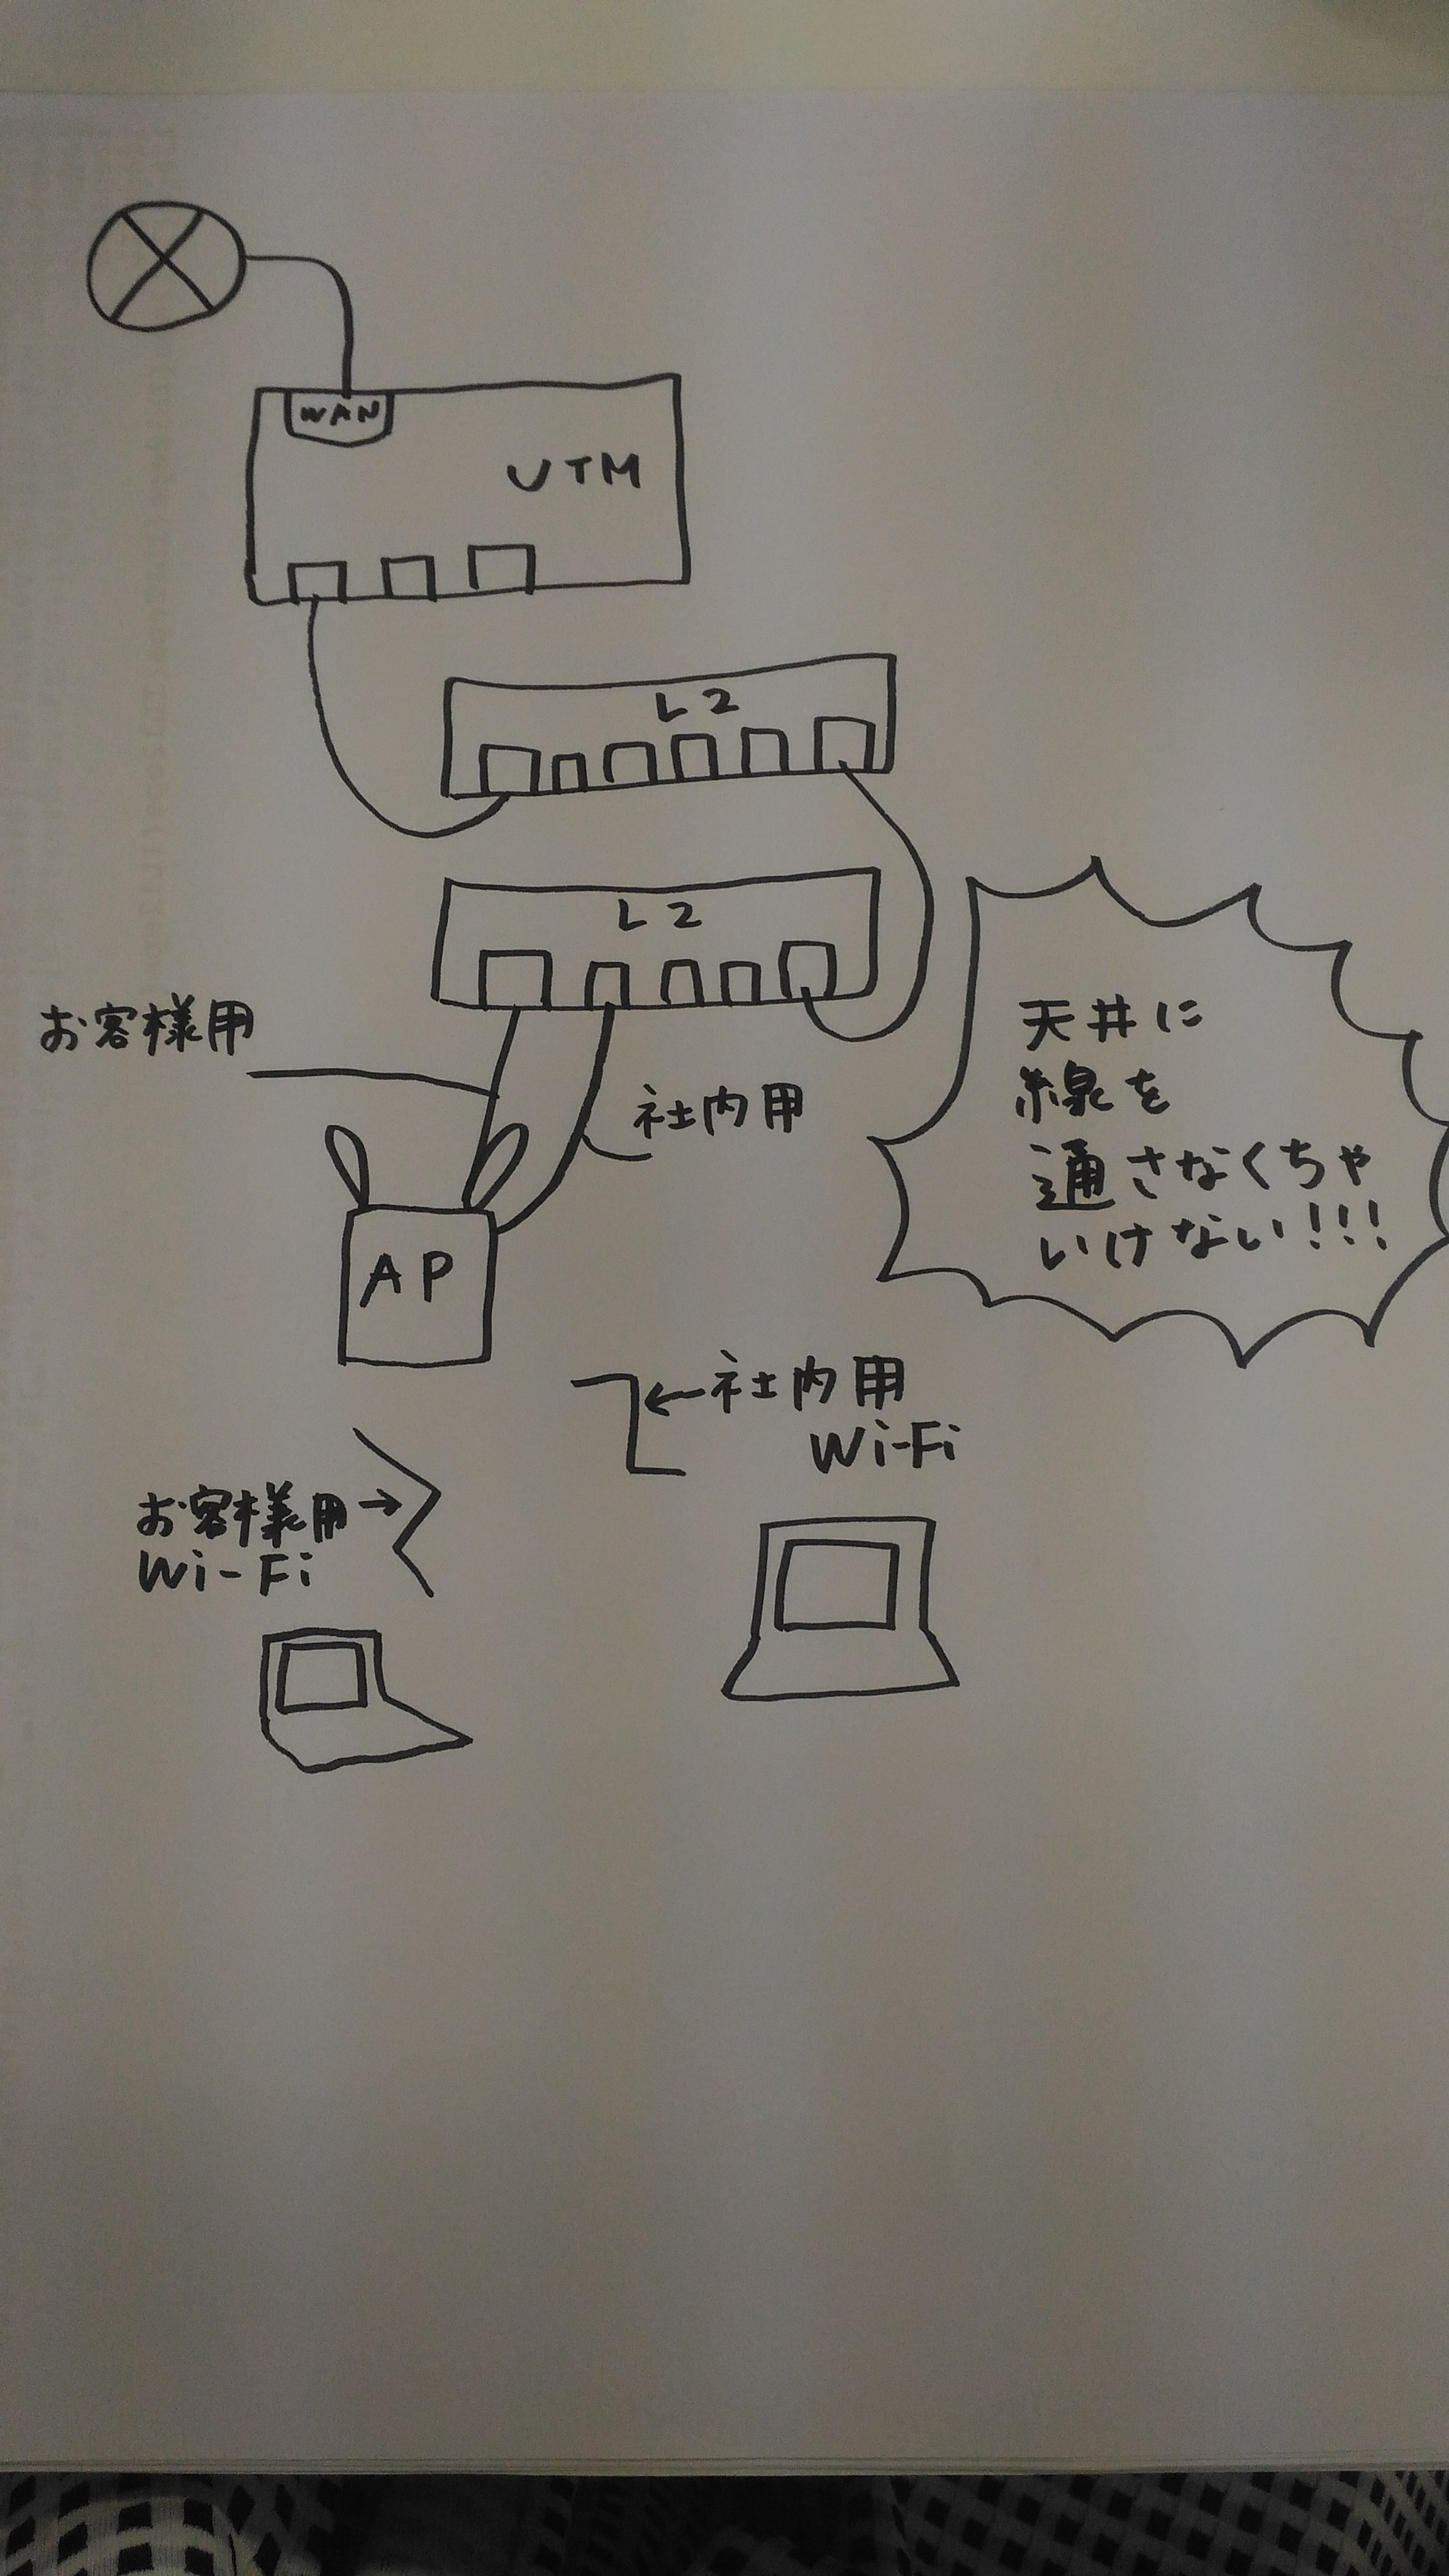 WAN
UTM
L2
L2
お客様用
社内用
天井に
線を
通さなくちゃ
いけない!!!
AP
社内用
Wi-Fi
お客様用
Wi-Fi